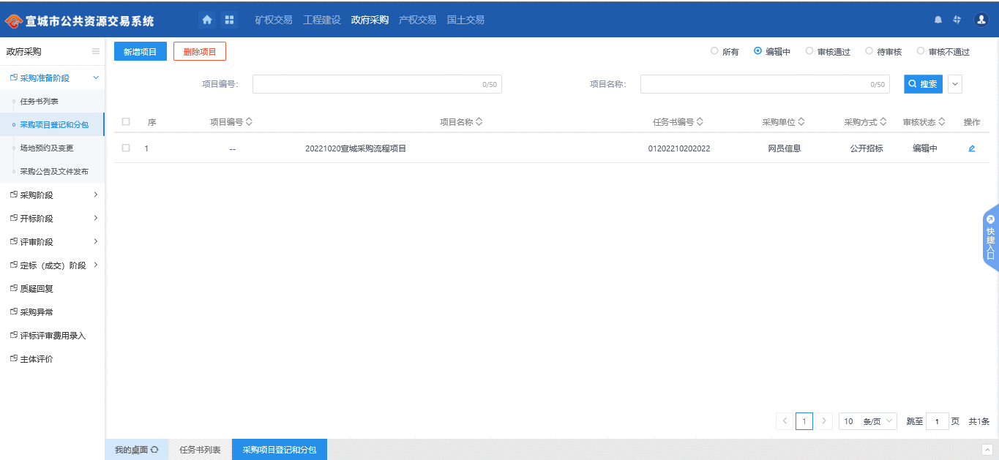 宣城市公共资源交易系统
矿权交易 工程建设 政府采购 产权交易 国土交易
政府采购
采购准备阶段
任务书列表
采购项目登记和分包
场地预约及变更
采购公告及文件发布
采购阶段
开标阶段
评审阶段
定标（成交）阶段
质疑回复
采购异常
评标评审费用录入
主体评价
新增项目 删除项目 所有 编辑中 审核通过 待审核 审核不通过
项目编号： 0/50 项目名称： 0/50 搜索
序 项目编号 项目名称 任务书编号 采购单位 采购方式 审核状态 操作
1 -- 20221020宣城采购流程项目 01202210202022 网员信息 公开招标 编辑中
快捷入口
1 10 条/页 跳至 1 页 共1条
我的桌面 任务书列表 采购项目登记和分包